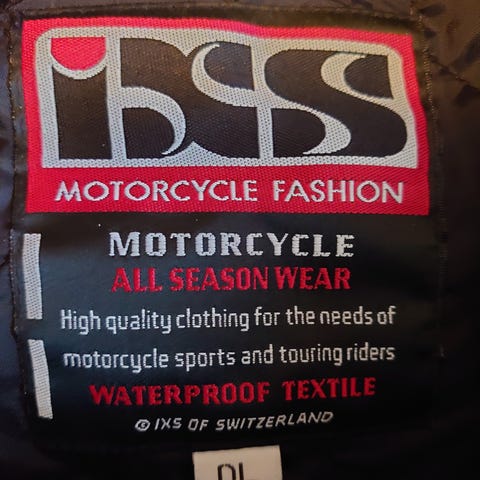 iXS
MOTORCYCLE FASHION
MOTORCYCLE
ALL SEASON WEAR
High quality clothing for the needs of
motorcycle sports and touring riders
WATERPROOF TEXTILE
© IXS OF SWITZERLAND